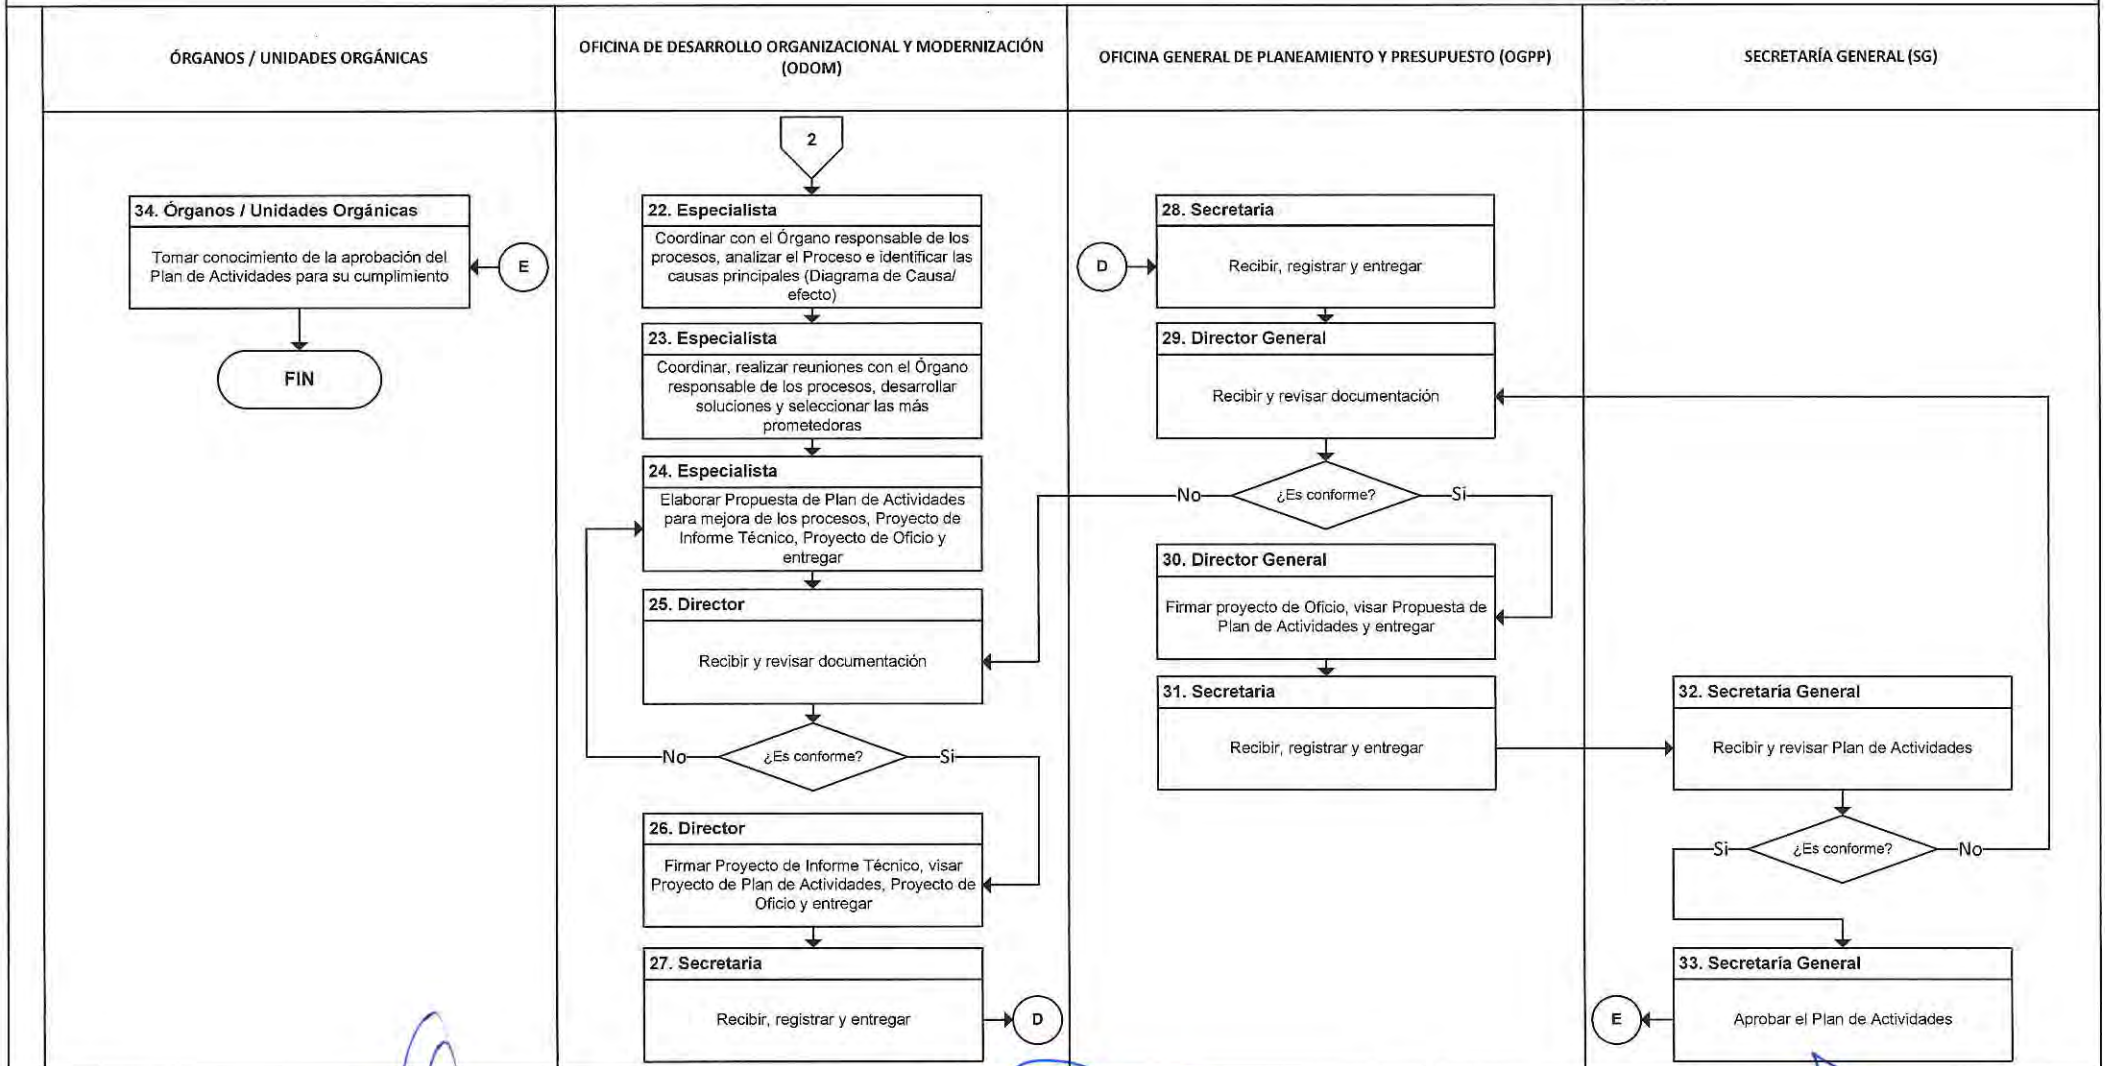 ÓRGANOS / UNIDADES ORGÁNICAS
OFICINA DE DESARROLLO ORGANIZACIONAL Y MODERNIZACIÓN
(ODOM)
OFICINA GENERAL DE PLANEAMIENTO Y PRESUPUESTO (OGPP)
SECRETARÍA GENERAL (SG)
34. Órganos / Unidades Orgánicas
Tomar conocimiento de la aprobación del
Plan de Actividades para su cumplimiento
E
FIN
2
22. Especialista
Coordinar con el Órgano responsable de los
procesos, analizar el Proceso e identificar las
causas principales (Diagrama de Causa/
efecto)
23. Especialista
Coordinar, realizar reuniones con el Órgano
responsable de los procesos, desarrollar
soluciones y seleccionar las más
prometedoras
24. Especialista
Elaborar Propuesta de Plan de Actividades
para mejora de los procesos, Proyecto de
Informe Técnico, Proyecto de Oficio y
entregar
25. Director
Recibir y revisar documentación
No
¿Es conforme?
Si
26. Director
Firmar Proyecto de Informe Técnico, visar
Proyecto de Plan de Actividades, Proyecto de
Oficio y entregar
27. Secretaria
Recibir, registrar y entregar
D
D
28. Secretaria
Recibir, registrar y entregar
29. Director General
Recibir y revisar documentación
No
¿Es conforme?
Si
30. Director General
Firmar proyecto de Oficio, visar Propuesta de
Plan de Actividades y entregar
31. Secretaria
Recibir, registrar y entregar
32. Secretaría General
Recibir y revisar Plan de Actividades
Si
¿Es conforme?
No
33. Secretaría General
Aprobar el Plan de Actividades
E